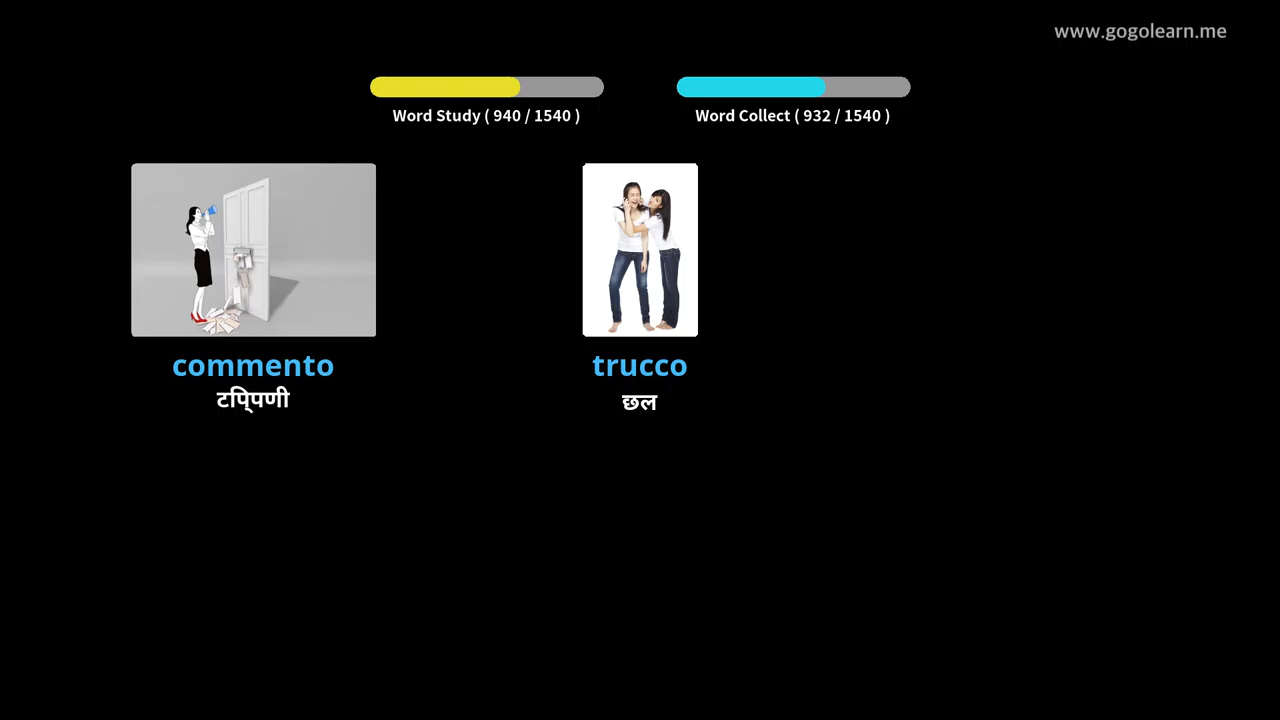 www.gogolearn.me
Word Study ( 940 / 1540 )
Word Collect ( 932 / 1540 )
commento
टिप्पणी
trucco
छल